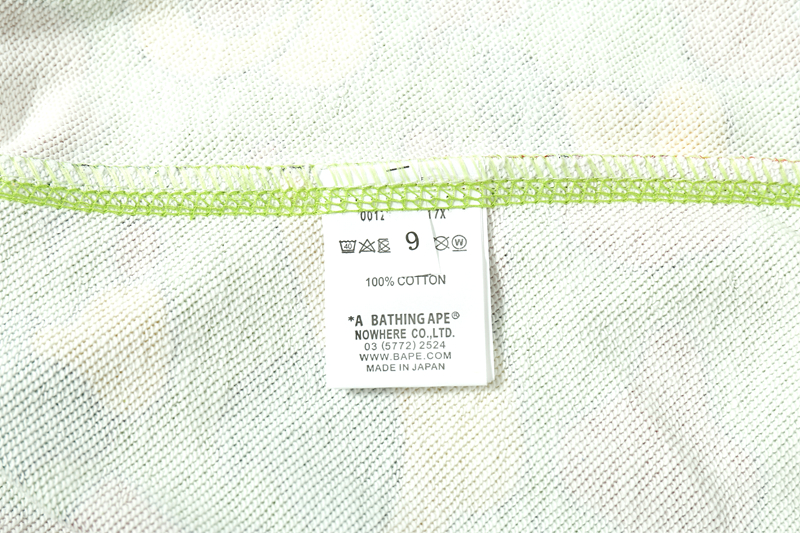 0012 17X
40 9 W
100% COTTON
*A BATHING APE®
NOWHERE CO.,LTD.
03 (5772) 2524
WWW.BAPE.COM
MADE IN JAPAN